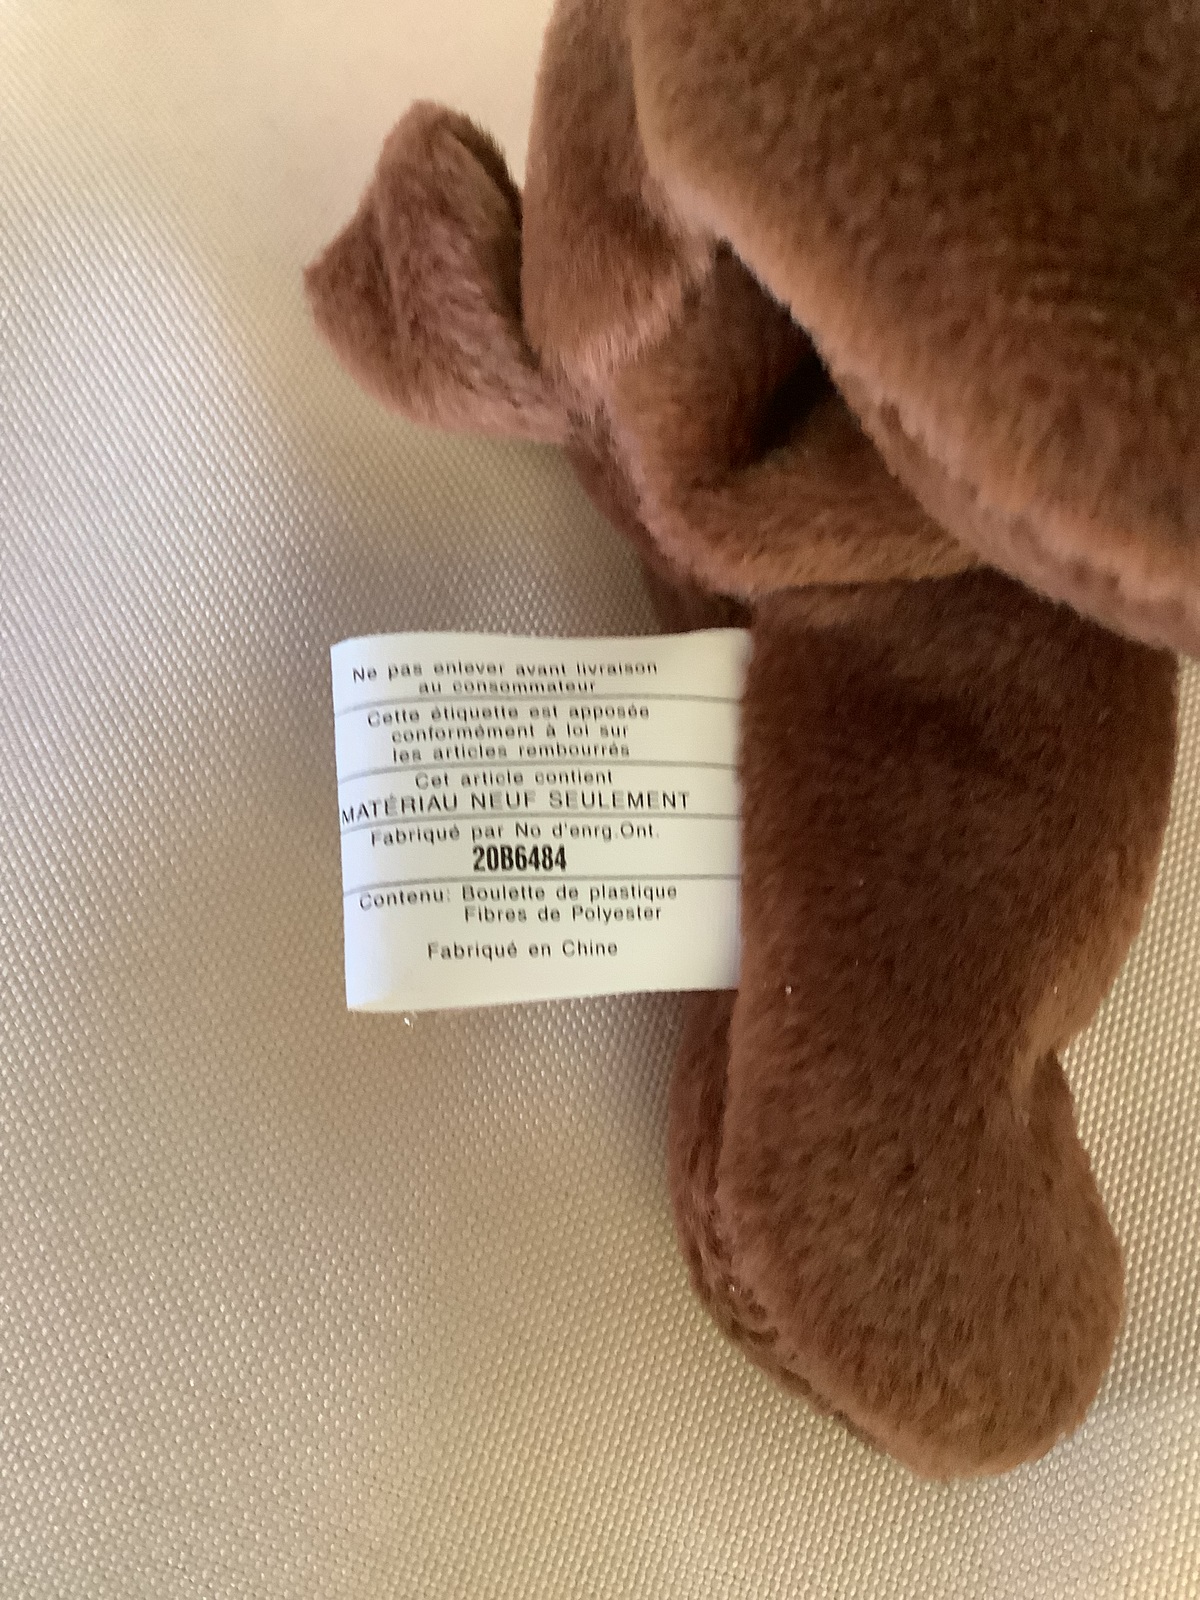 Ne pas enlever avant livraison
au consommateur
Cette étiquette est apposée
conformément à loi sur
les articles rembourrés
Cet article contient
MATÉRIAU NEUF SEULEMENT
Fabriqué par No d'enrg.Ont.
20B6484
Contenu: Boulette de plastique
Fibres de Polyester
Fabriqué en Chine